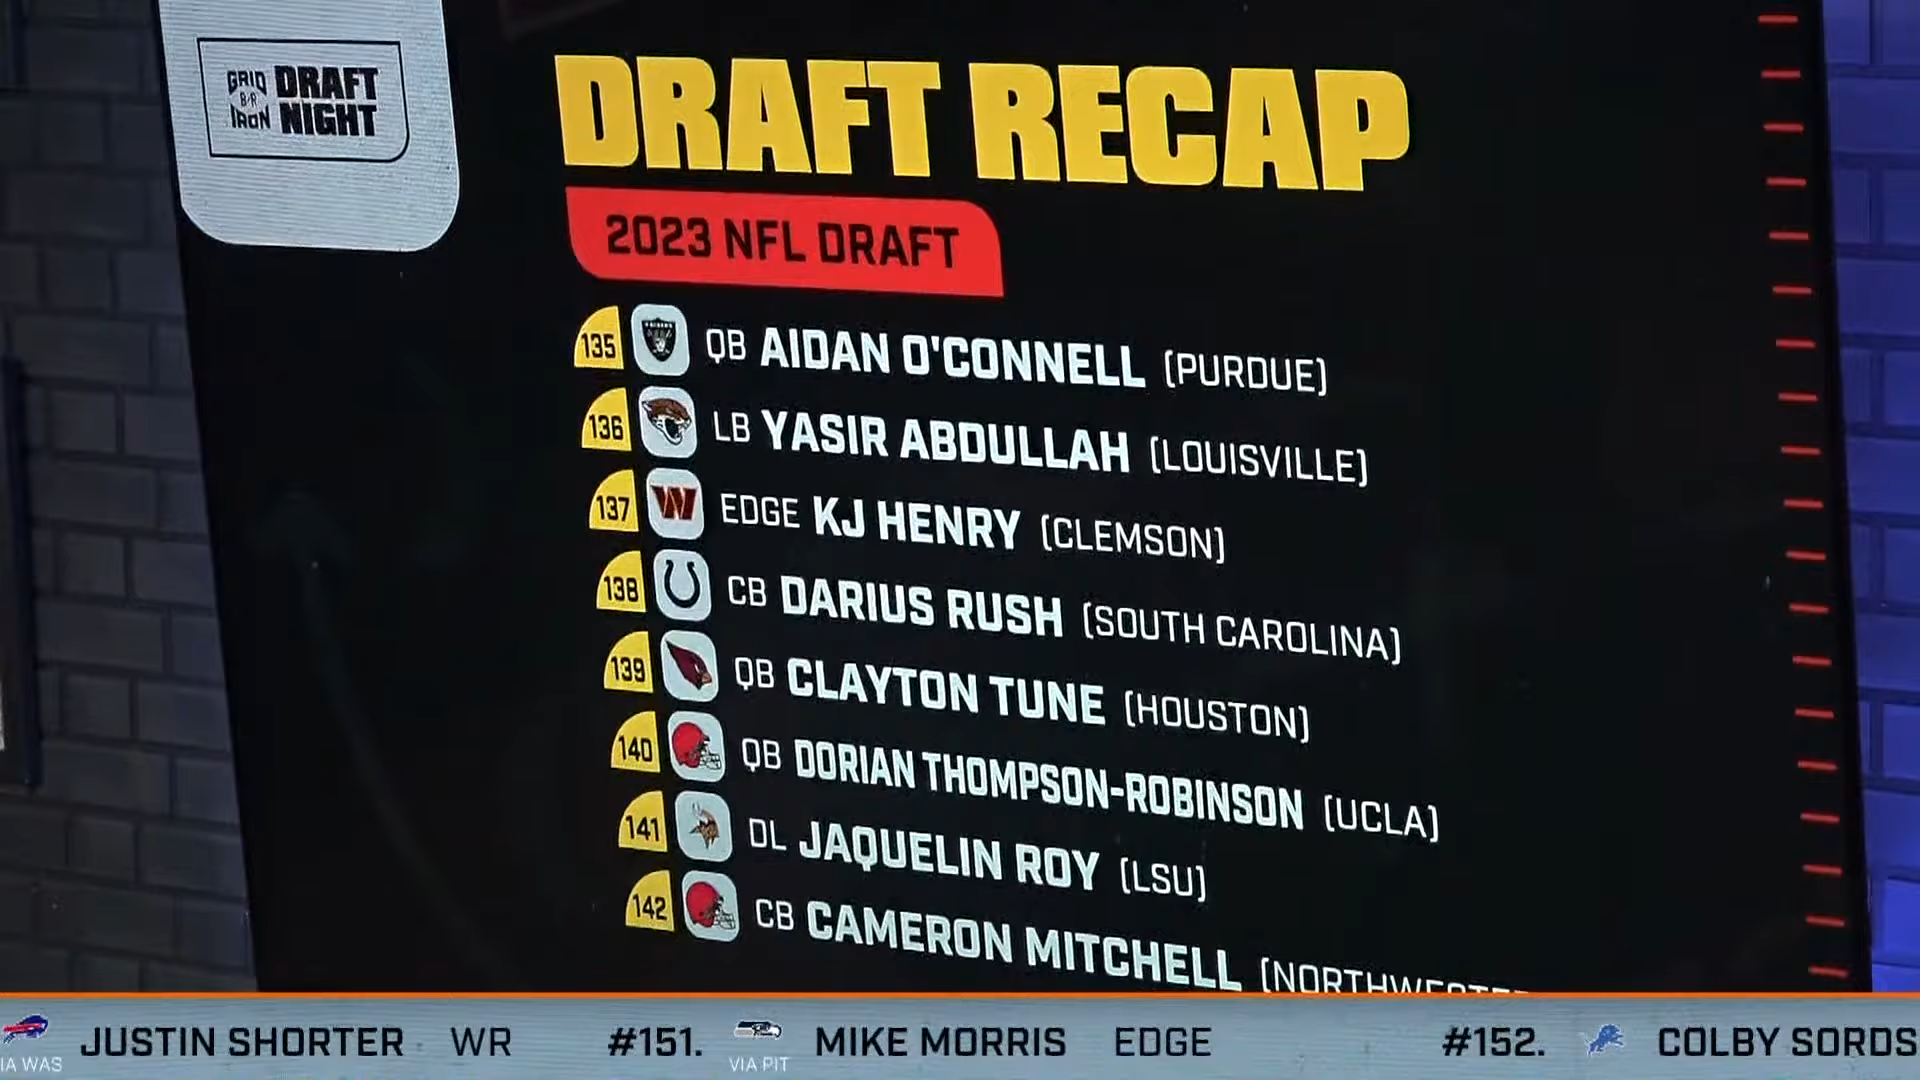 GRID DRAFT
B/R
IRON NIGHT
DRAFT RECAP
2023 NFL DRAFT
135 RAIDERS QB AIDAN O'CONNELL (PURDUE)
136 LB YASIR ABDULLAH (LOUISVILLE)
137 W EDGE KJ HENRY (CLEMSON)
138 CB DARIUS RUSH (SOUTH CAROLINA)
139 QB CLAYTON TUNE (HOUSTON)
140 QB DORIAN THOMPSON-ROBINSON (UCLA)
141 DL JAQUELIN ROY (LSU)
142 CB CAMERON MITCHELL
JUSTIN SHORTER WR #151. MIKE MORRIS EDGE #152. COLBY SORDS
IA WAS VIA PIT